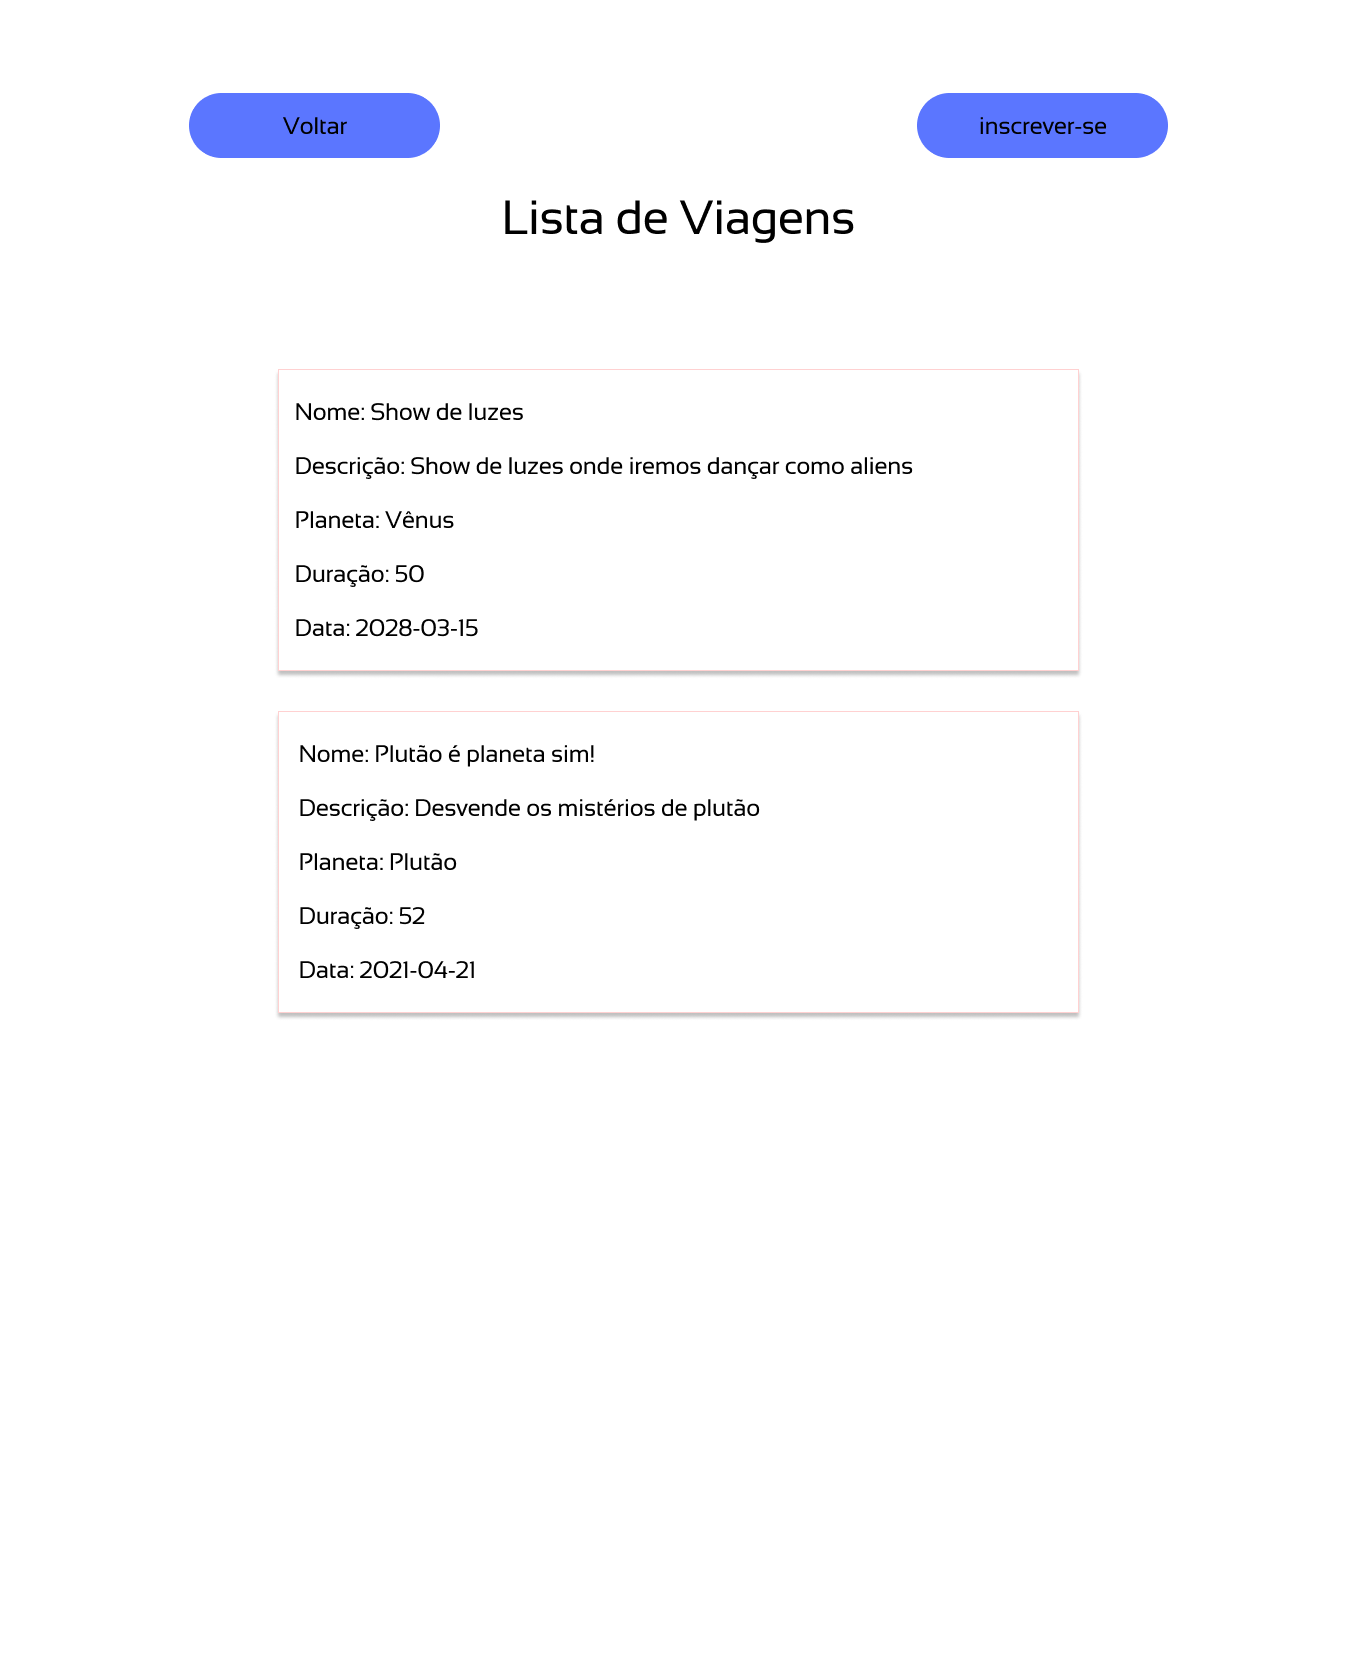 Voltar
inscrever-se
Lista de Viagens
Nome: Show de luzes
Descrição: Show de luzes onde iremos dançar como aliens
Planeta: Vênus
Duração: 50
Data: 2028-03-15
Nome: Plutão é planeta sim!
Descrição: Desvende os mistérios de plutão
Planeta: Plutão
Duração: 52
Data: 2021-04-21